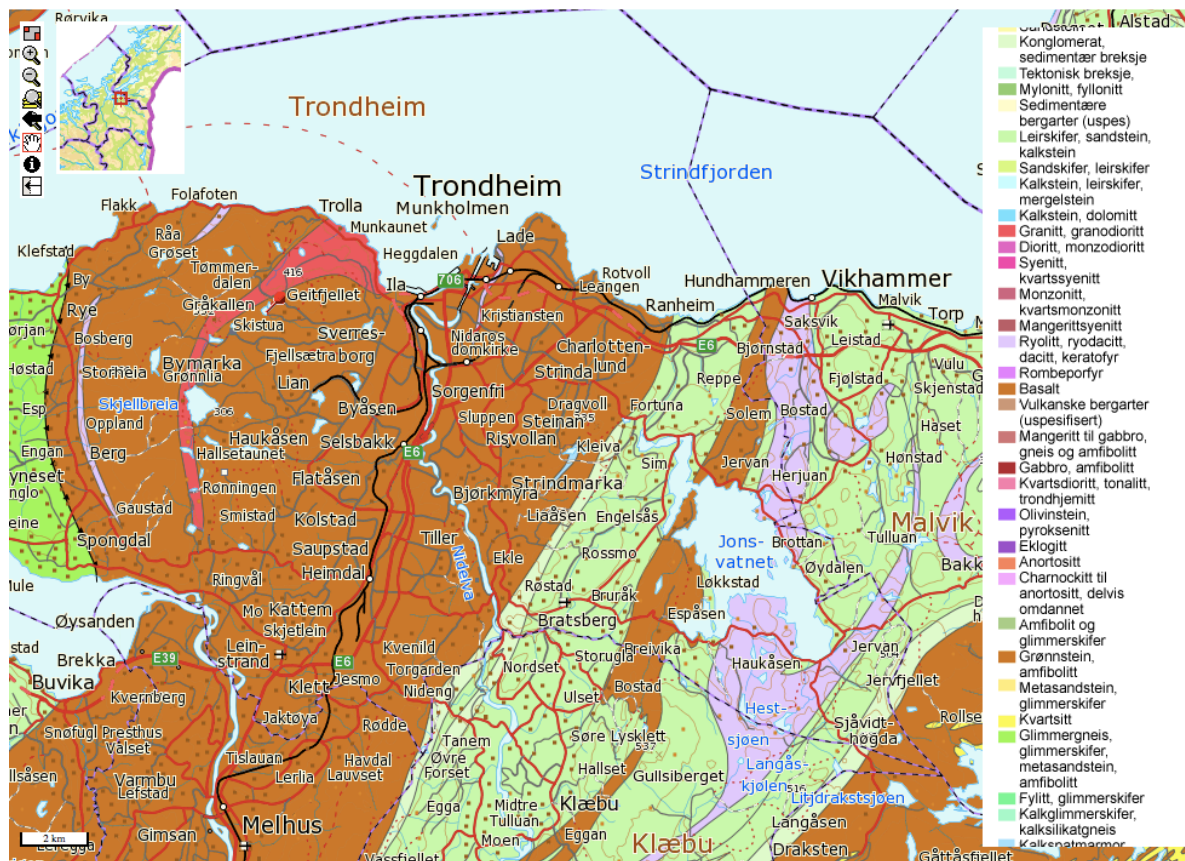 Rørvika
Alstad
Trondheim
Strindfjorden
Trondheim
Munkholmen
Folafoten
Flakk
Trolla
Munkaunet
Klefstad
Råa
Grøset
Heggdalen
Lade
By
Tømmer-
dalen
416
Ila
706
Rotvoll
Leangen
Hundhammeren
Vikhammer
Rye
Gråkallen
Geitfjellet
Ranheim
Malvik
Torp
Skistua
Sverres-
borg
Kristiansten
Saksvik
Bosberg
Nidaros
domkirke
Charlotten-
lund
E6
Bjørnstad
Leistad
Høstad
Bymarka
Grønnlia
Fjellsætra
Vulu
Storheia
Lian
Strinda
Reppe
Fjølstad
Skjenstad
Esp
Skjellbreia
306
Byåsen
Sorgenfri
Dragvoll
Fortuna
Solem
Bostad
Oppland
Sluppen
Steinan
Haset
Engan
Berg
Haukåsen
Hallsetaunet
Selsbakk
Risvollan
Kleiva
E6
Sim
Jervan
Hønstad
Rønningen
Flatåsen
Strindmarka
Herjuan
Bjørkmyra
Gaustad
Smistad
Kolstad
Liaåsen
Engelsås
Malvik
Spongdal
Tiller
Jons-
vatnet
Brottan
Tulluan
Saupstad
Ekle
Rossmo
Øydalen
Ringvål
Heimdal
Nidelva
Røstad
Løkkstad
Mo
Kattem
Bruråk
Espåsen
Øysanden
Skjetlein
Bratsberg
Lein-
strand
Kvenild
Breivika
Jervan
Brekka
E39
E6
Torgarden
Nordset
Storugla
Haukåsen
Buvika
Klett
Jesmo
Nideng
Bostad
Jervfjellet
Kvernberg
Ulset
Jaktøya
Rødde
Hest-
sjøen
Sjåvidt-
høgda
Snøfugl
Presthus
Tanem
Søre Lysklett
537
Vålset
Tislauan
Havdal
Øvre
Forset
Hallset
Langås-
kjølen
516
Varmbu
Lerlia
Lauvset
Gullsiberget
Litjdrakstsjøen
Lefstad
Egga
Midtre
Tulluan
Klæbu
Langåsen
Gimsan
Melhus
Eggan
Moen
Klæbu
Draksten
Vassfjellet
Gåttåsfjellet
2 km
Konglomerat,
sedimentær breksje
Tektonisk breksje,
Mylonitt, fyllonitt
Sedimentære
bergarter (uspes)
Leirskifer, sandstein,
kalkstein
Sandskifer, leirskifer
Kalkstein, leirskifer,
mergelstein
Kalkstein, dolomitt
Granitt, granodioritt
Dioritt, monzodioritt
Syenitt,
kvartssyenitt
Monzonitt,
kvartsmonzonitt
Mangerittsyenitt
Ryolitt, ryodacitt,
dacitt, keratofyr
Rombeporfyr
Basalt
Vulkanske bergarter
(uspesifisert)
Mangeritt til gabbro,
gneis og amfibolitt
Gabbro, amfibolitt
Kvartsdioritt, tonalitt,
trondhjemitt
Olivinstein,
pyroksenitt
Eklogitt
Anortositt
Charnockitt til
anortositt, delvis
omdannet
Amfibolit og
glimmerskifer
Grønnstein,
amfibolitt
Metasandstein,
glimmerskifer
Kvartsitt
Glimmergneis,
glimmerskifer,
metasandstein,
amfibolitt
Fylitt, glimmerskifer
Kalkglimmerskifer,
kalksilikatgneis
Kalkspatmarmor